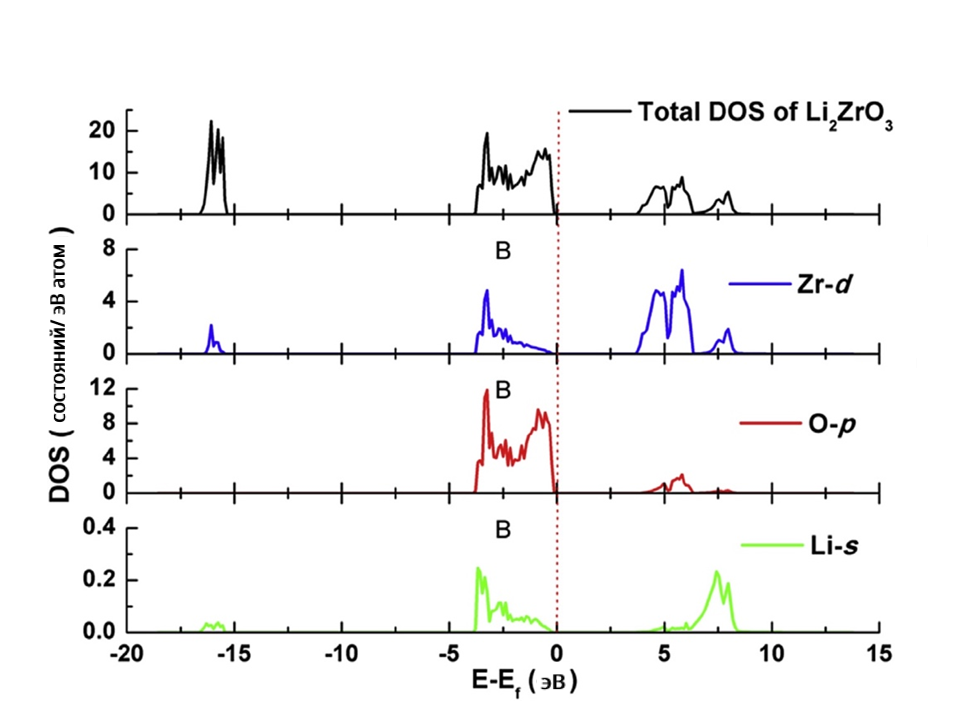 Total DOS of Li₂ZrO₃
20
10
0
B
8
Zr-d
4
0
B
12
8
O-p
4
0
B
0.4
Li-s
0.2
0.0
-20 -15 -10 -5 0 5 10 15
E-Ef ( эВ )
DOS ( состояний/ эВ атом )